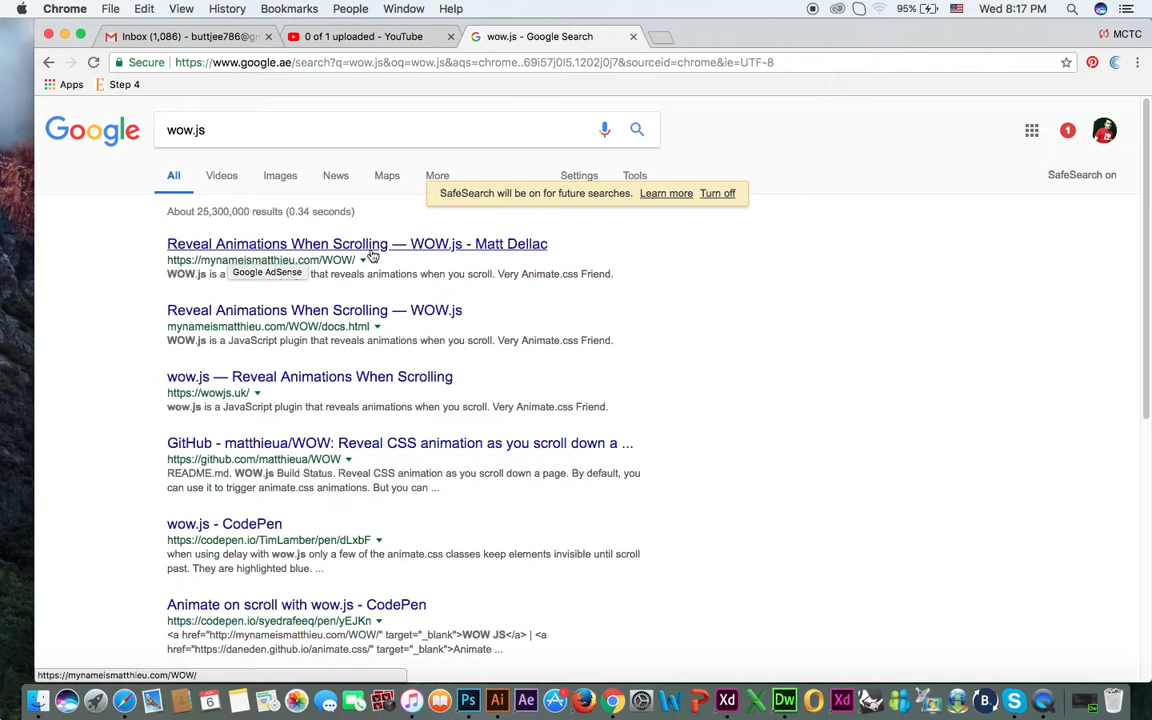 Chrome File Edit View History Bookmarks People Window Help 95% Wed 8:17 PM
Inbox (1,086) - buttjee786@g 0 of 1 uploaded - YouTube wow.js - Google Search MCTC
Secure https://www.google.ae/search?q=wow.js&oq=wow.js&aqs=chrome..69i57j0l5.1202j0j7&sourceid=chrome&ie=UTF-8
Apps Step 4
Google wow.js 1
All Videos Images News Maps More Settings Tools SafeSearch on
SafeSearch will be on for future searches. Learn more Turn off
About 25,300,000 results (0.34 seconds)
Reveal Animations When Scrolling — WOW.js - Matt Dellac
https://mynameismatthieu.com/WOW/
Google AdSense
WOW.js is a that reveals animations when you scroll. Very Animate.css Friend.
Reveal Animations When Scrolling — WOW.js
mynameismatthieu.com/WOW/docs.html
WOW.js is a JavaScript plugin that reveals animations when you scroll. Very Animate.css Friend.
wow.js — Reveal Animations When Scrolling
https://wowjs.uk/
wow.js is a JavaScript plugin that reveals animations when you scroll. Very Animate.css Friend.
GitHub - matthieua/WOW: Reveal CSS animation as you scroll down a ...
https://github.com/matthieua/WOW
README.md. WOW.js Build Status. Reveal CSS animation as you scroll down a page. By default, you
can use it to trigger animate.css animations. But you can ...
wow.js - CodePen
https://codepen.io/TimLamber/pen/dLxbF
when using delay with wow.js only a few of the animate.css classes keep elements invisible until scroll
past. They are highlighted blue. ...
Animate on scroll with wow.js - CodePen
https://codepen.io/syedrafeeq/pen/yEJKn
<a href="http://mynameismatthieu.com/WOW/" target="_blank">WOW JS</a> | <a
href="https://daneden.github.io/animate.css/" target="_blank">Animate ...
https://mynameismatthieu.com/WOW/
6 Ps Ai Ae W P Xd X Dw O Xd B. S